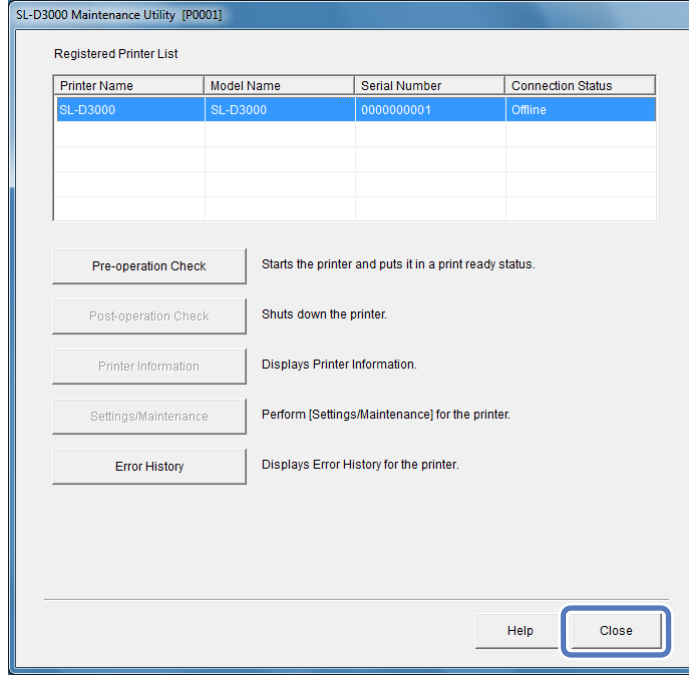 SL-D3000 Maintenance Utility [P0001]
Registered Printer List
Printer Name Model Name Serial Number Connection Status
SL-D3000 SL-D3000 0000000001 Offline
Pre-operation Check Starts the printer and puts it in a print ready status.
Post-operation Check Shuts down the printer.
Printer Information Displays Printer Information.
Settings/Maintenance Perform [Settings/Maintenance] for the printer.
Error History Displays Error History for the printer.
Help Close